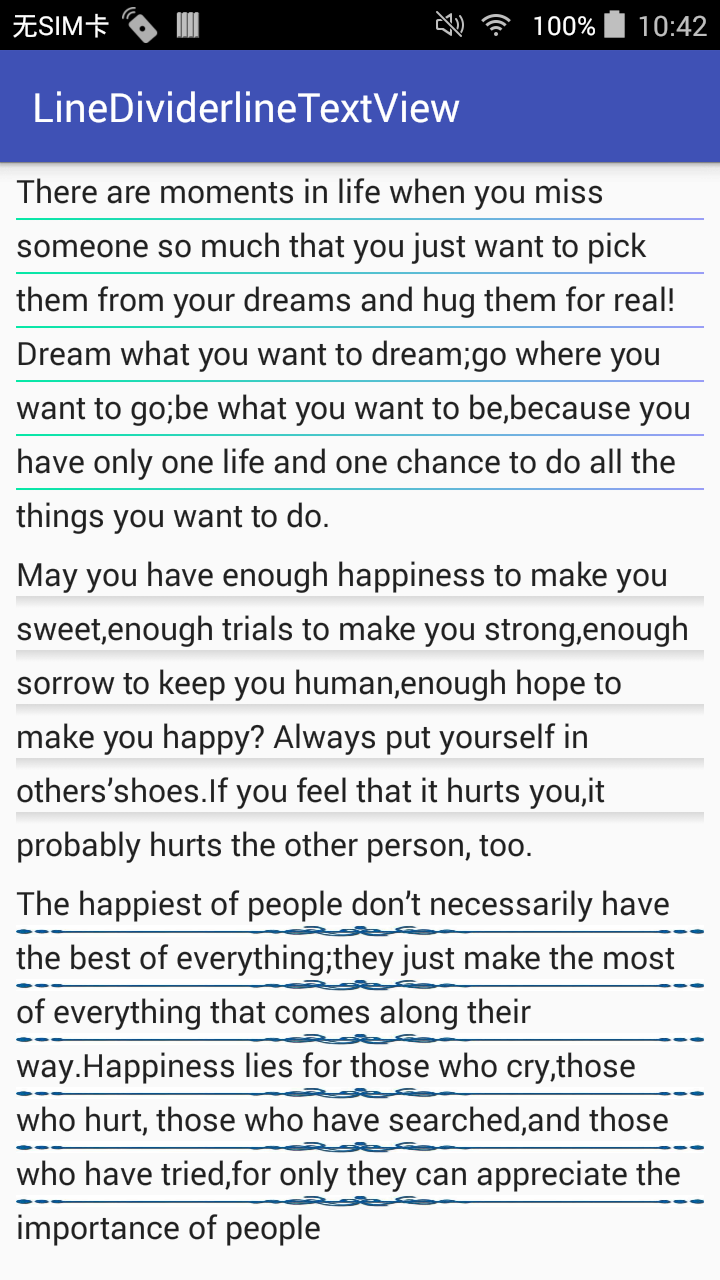 无SIM卡 100% 10:42
LineDividerlineTextView
There are moments in life when you miss
someone so much that you just want to pick
them from your dreams and hug them for real!
Dream what you want to dream;go where you
want to go;be what you want to be,because you
have only one life and one chance to do all the
things you want to do.
May you have enough happiness to make you
sweet,enough trials to make you strong,enough
sorrow to keep you human,enough hope to
make you happy? Always put yourself in
others’shoes.If you feel that it hurts you,it
probably hurts the other person, too.
The happiest of people don’t necessarily have
the best of everything;they just make the most
of everything that comes along their
way.Happiness lies for those who cry,those
who hurt, those who have searched,and those
who have tried,for only they can appreciate the
importance of people